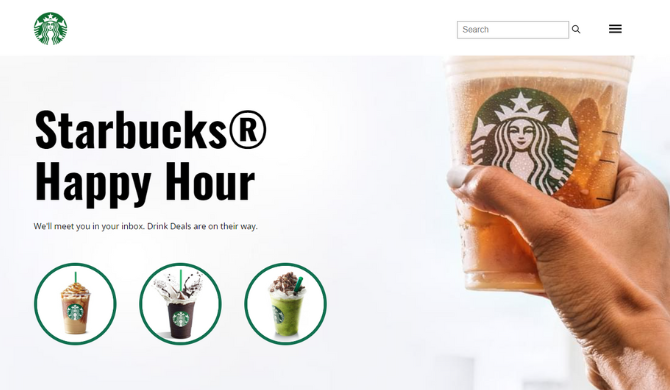 Search
Starbucks®
Happy Hour
We'll meet you in your inbox. Drink Deals are on their way.